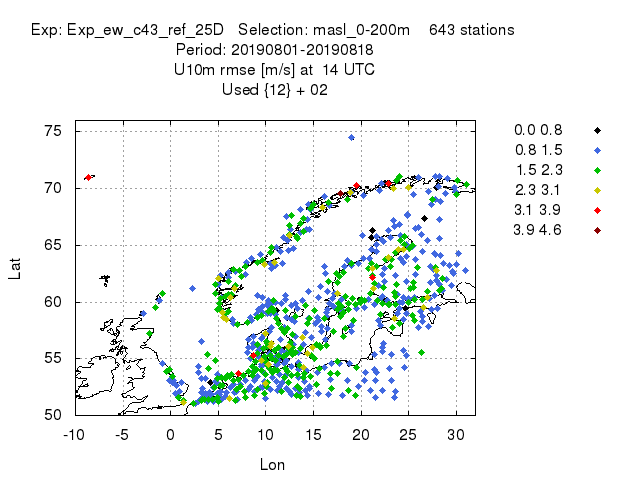 Exp: Exp_ew_c43_ref_25D   Selection: masl_0-200m    643 stations
Period: 20190801-20190818
U10m rmse [m/s] at  14 UTC
Used {12} + 02
0.0 0.8
0.8 1.5
1.5 2.3
2.3 3.1
3.1 3.9
3.9 4.6
75
70
65
60
55
50
Lat
-10 -5 0 5 10 15 20 25 30
Lon